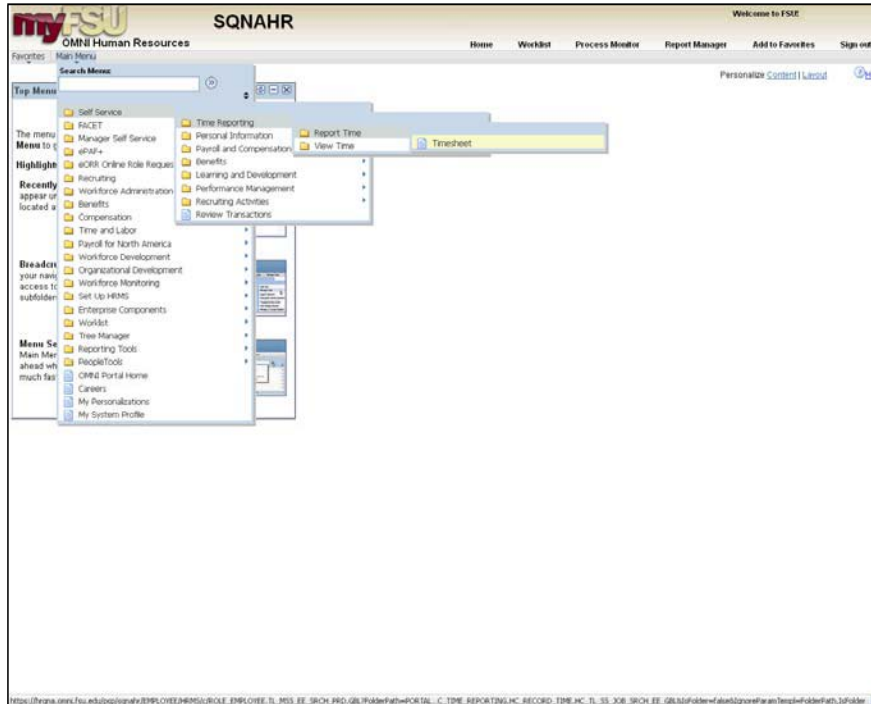 myFSU
SQNAHR
Welcome to FSU!
OMNI Human Resources
Home Worklist Process Monitor Report Manager Add to Favorites Sign out
Favorites Main Menu
Search Menu:
Personalize Content | Layout
Top Menu
Self Service
FACET
Manager Self Service
ePAF+
eORR Online Role Reques
Recruiting
Workforce Administration
Benefits
Compensation
Time and Labor
Payroll for North America
Workforce Development
Organizational Development
Workforce Monitoring
Set Up HRMS
Enterprise Components
Worklist
Tree Manager
Reporting Tools
PeopleTools
OMNI Portal Home
Careers
My Personalizations
My System Profile
Time Reporting
Personal Information
Payroll and Compensation
Benefits
Learning and Development
Performance Management
Recruiting Activities
Review Transactions
Report Time
View Time
Timesheet
The menu
Menu to
Highlight
Recently
appear
located
Breadcru
your navig
access to
subfolder
Menu Se
Main Men
ahead wh
much fas